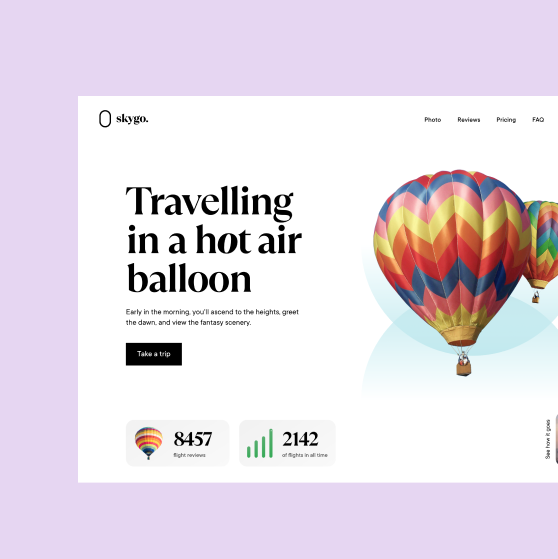 skygo.
Photo Reviews Pricing FAQ
Travelling
in a hot air
balloon
Early in the morning, you'll ascend to the heights, greet
the dawn, and view the fantasy scenery.
Take a trip
8457
flight reviews
2142
of flights in all time
See how it goes